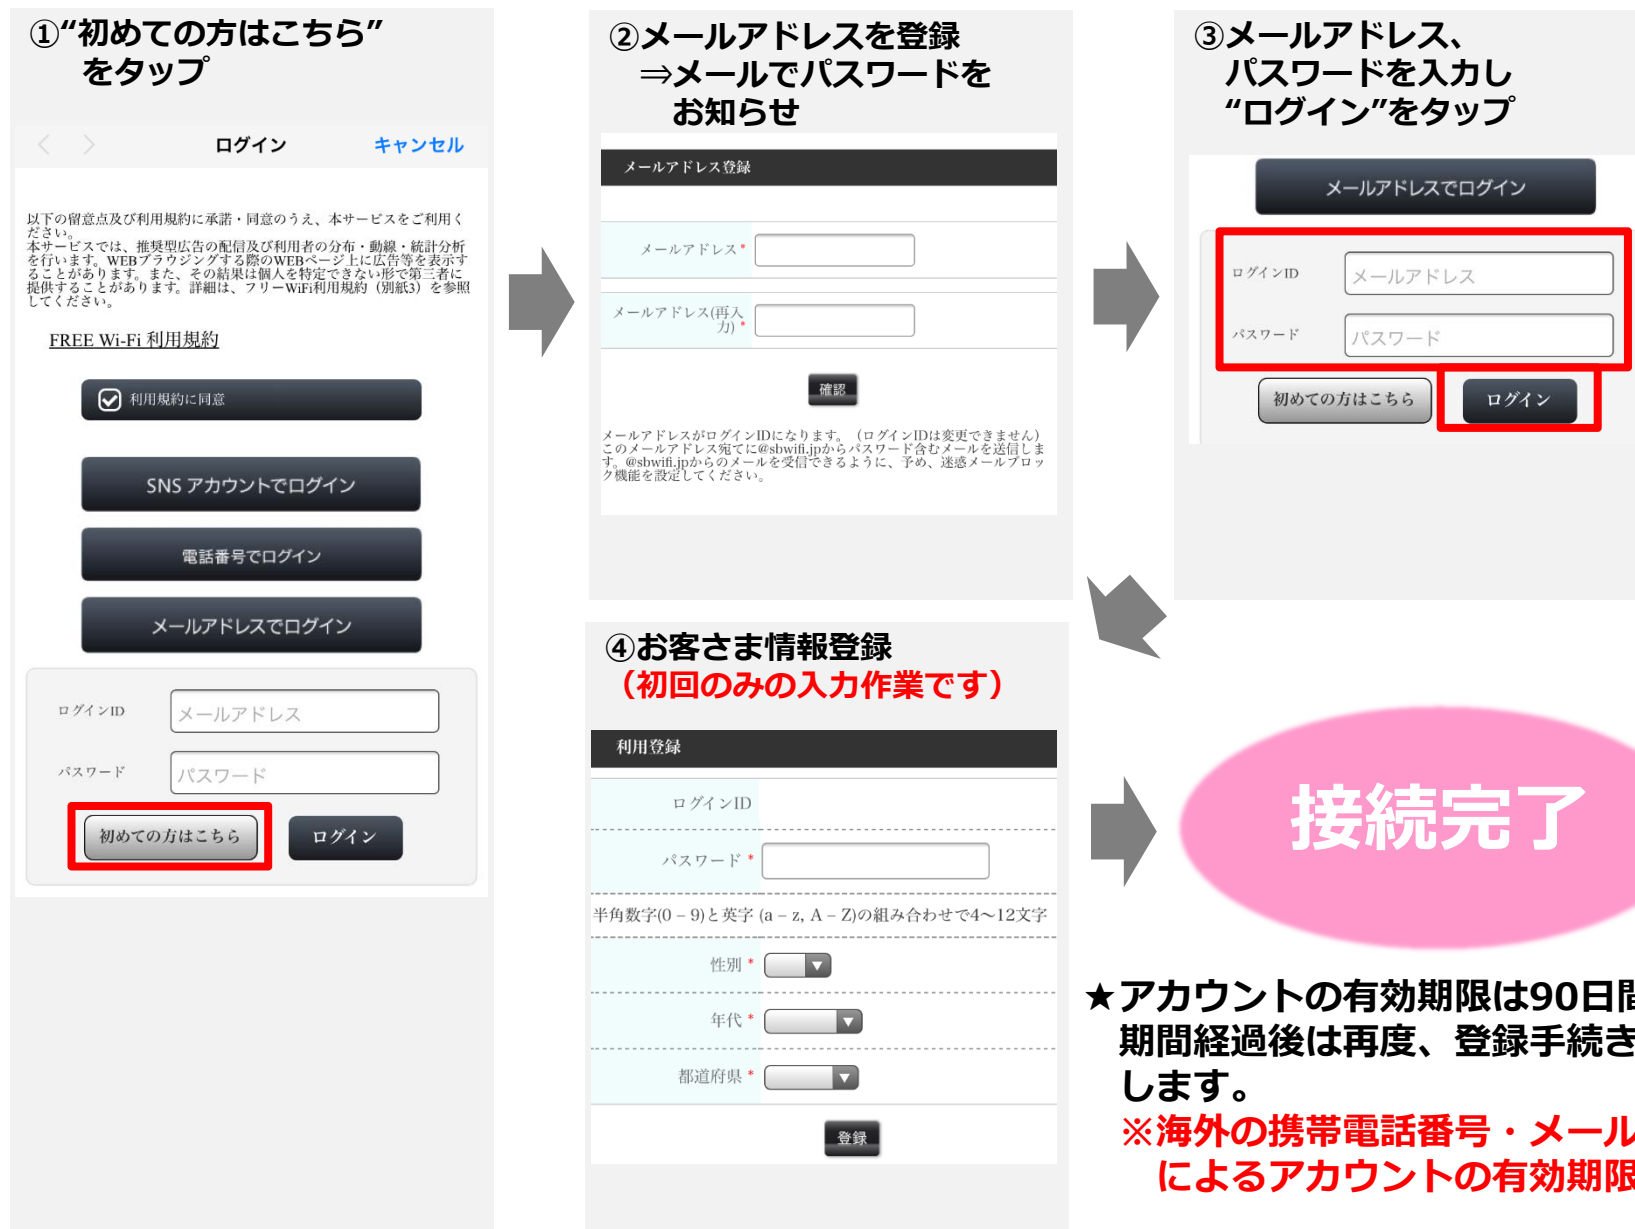 ①“初めての方はこちら”
をタップ
ログイン
キャンセル
以下の留意点及び利用規約に承諾・同意のうえ、本サービスをご利用く
ださい。
本サービスでは、推奨型広告の配信及び利用者の分布・動線・統計分析
を行います。WEBブラウジングする際のWEBページ上に広告等を表示す
ることがあります。また、その結果は個人を特定できない形で第三者に
提供することがあります。詳細は、フリーWiFi利用規約（別紙3）を参照
してください。
FREE Wi-Fi 利用規約
利用規約に同意
SNS アカウントでログイン
電話番号でログイン
メールアドレスでログイン
ログインID
メールアドレス
パスワード
パスワード
初めての方はこちら
ログイン
②メールアドレスを登録
⇒メールでパスワードを
お知らせ
メールアドレス登録
メールアドレス*
メールアドレス(再入
力)*
確認
メールアドレスがログインIDになります。（ログインIDは変更できません）
このメールアドレス宛てに@sbwifi.jpからパスワード含むメールを送信しま
す。@sbwifi.jpからのメールを受信できるように、予め、迷惑メールブロッ
ク機能を設定してください。
③メールアドレス、
パスワードを入力し
“ログイン”をタップ
メールアドレスでログイン
ログインID
メールアドレス
パスワード
パスワード
初めての方はこちら
ログイン
④お客さま情報登録
（初回のみの入力作業です）
利用登録
ログインID
パスワード*
半角数字(0 – 9)と英字 (a – z, A – Z)の組み合わせで4〜12文字
性別*
年代*
都道府県*
登録
接続完了
★アカウントの有効期限は90日間
期間経過後は再度、登録手続き
します。
※海外の携帯電話番号・メール
によるアカウントの有効期限